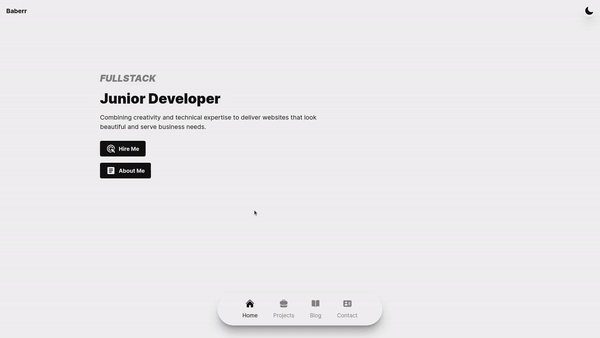 Baberr
FULLSTACK
Junior Developer
Combining creativity and technical expertise to deliver websites that look
beautiful and serve business needs.
Hire Me
About Me
Home Projects Blog Contact